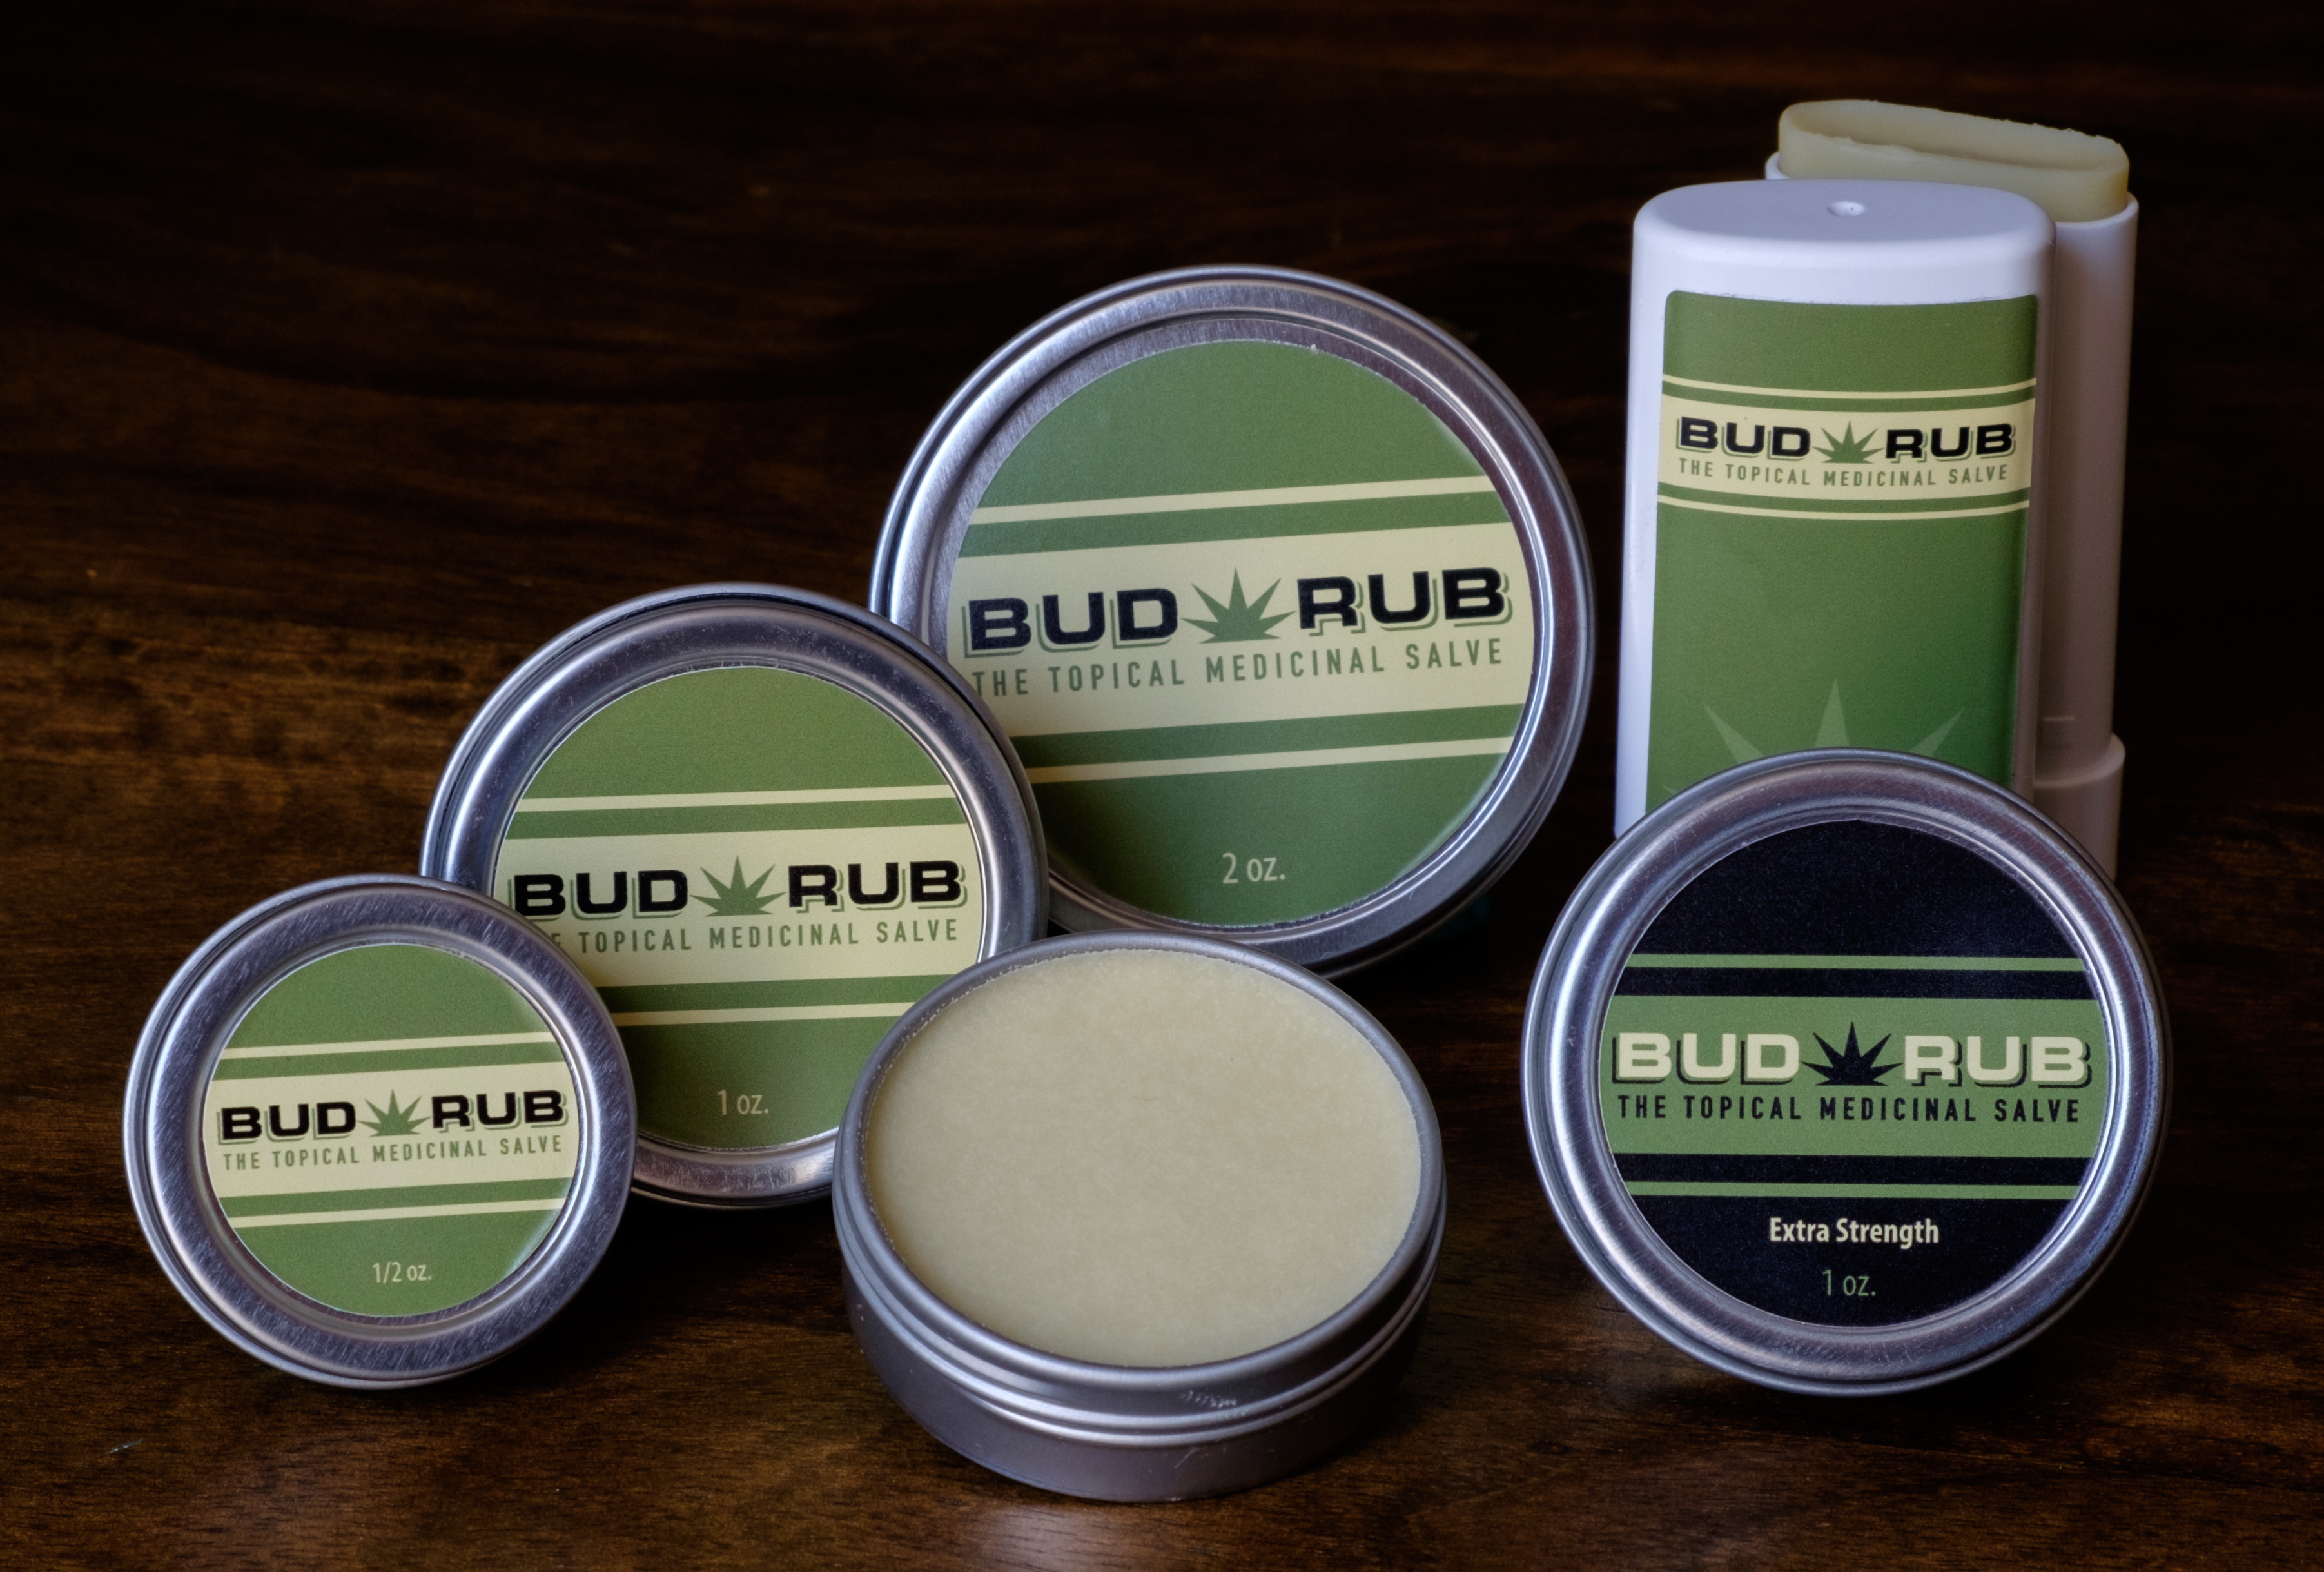 BUD RUB
THE TOPICAL MEDICINAL SALVE
BUD RUB
THE TOPICAL MEDICINAL SALVE
2 oz.
BUD RUB
TOPICAL MEDICINAL SALVE
1 oz.
BUD RUB
THE TOPICAL MEDICINAL SALVE
1/2 oz.
BUD RUB
THE TOPICAL MEDICINAL SALVE
Extra Strength
1 oz.